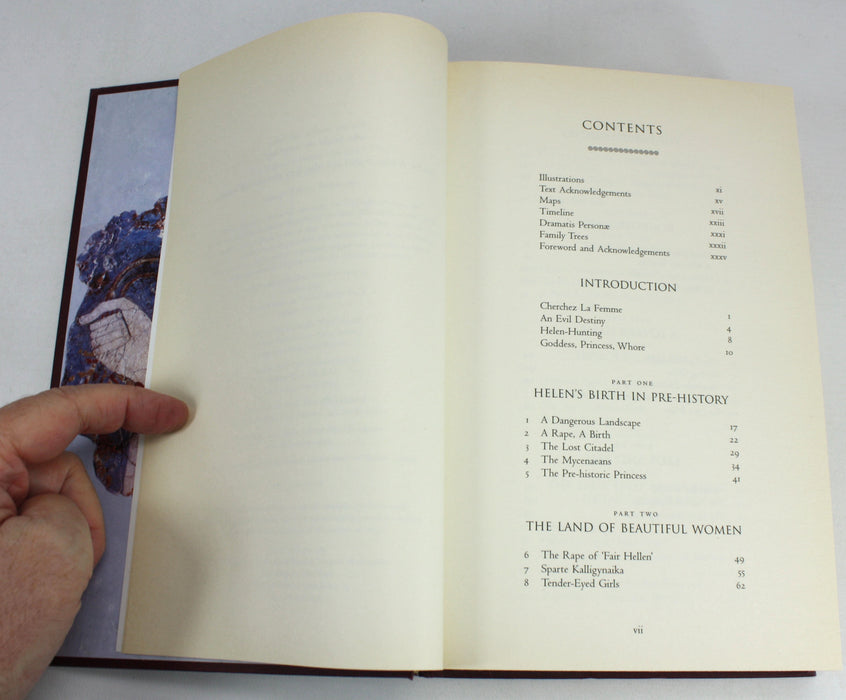 CONTENTS
Illustrations xi
Text Acknowledgements xv
Maps xvii
Timeline xxiii
Dramatis Personæ xxxi
Family Trees xxxii
Foreword and Acknowledgements xxxv
INTRODUCTION
Cherchez La Femme 1
An Evil Destiny 4
Helen-Hunting 8
Goddess, Princess, Whore 10
PART ONE
HELEN'S BIRTH IN PRE-HISTORY
1 A Dangerous Landscape 17
2 A Rape, A Birth 22
3 The Lost Citadel 29
4 The Mycenaeans 34
5 The Pre-historic Princess 41
PART TWO
THE LAND OF BEAUTIFUL WOMEN
6 The Rape of 'Fair Hellen' 49
7 Sparte Kalligynaika 55
8 Tender-Eyed Girls 62
vii